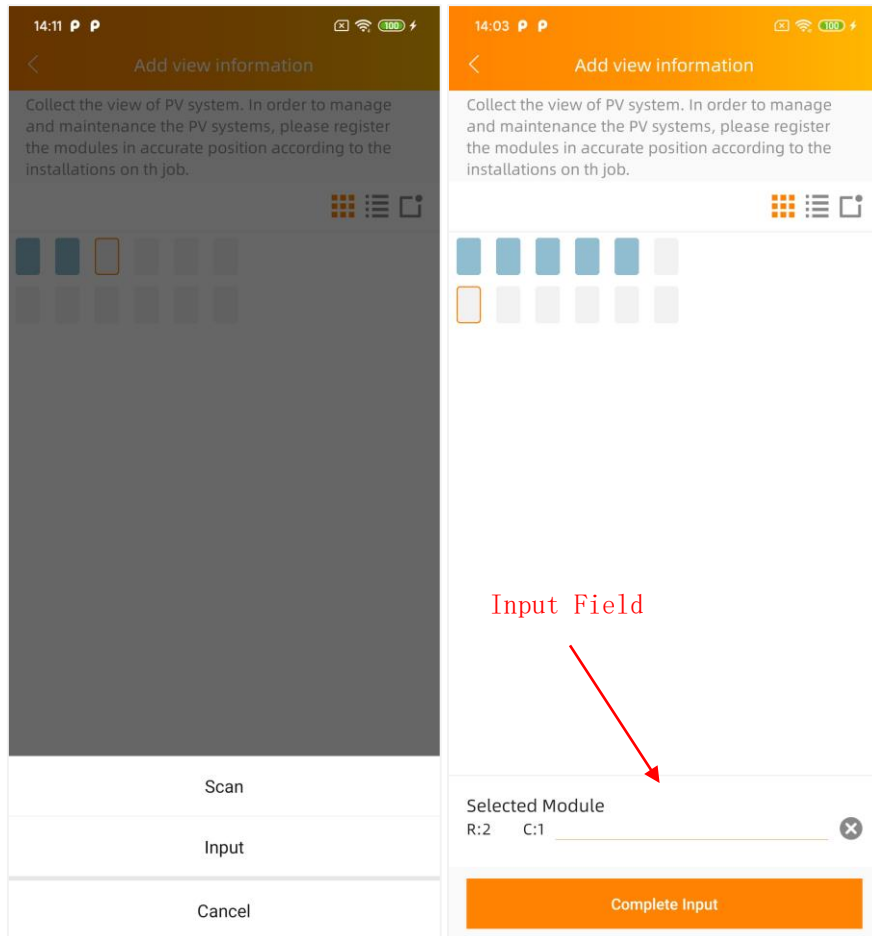 14:11 P P
100
Add view information
Collect the view of PV system. In order to manage
and maintenance the PV systems, please register
the modules in accurate position according to the
installations on th job.
Scan
Input
Cancel
14:03 P P
100
Add view information
Collect the view of PV system. In order to manage
and maintenance the PV systems, please register
the modules in accurate position according to the
installations on th job.
Input Field
Selected Module
R:2 C:1
Complete Input